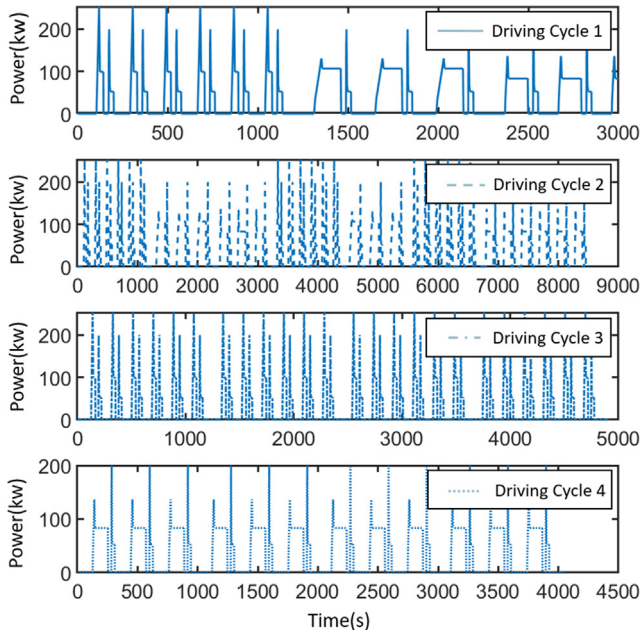 Power(kw)
200
100
0
Driving Cycle 1
0 500 1000 1500 2000 2500 3000
Power(kw)
200
100
0
Driving Cycle 2
0 1000 2000 3000 4000 5000 6000 7000 8000 9000
Power(kw)
200
100
0
Driving Cycle 3
0 1000 2000 3000 4000 5000
Power(kw)
200
100
0
Driving Cycle 4
0 500 1000 1500 2000 2500 3000 3500 4000 4500
Time(s)